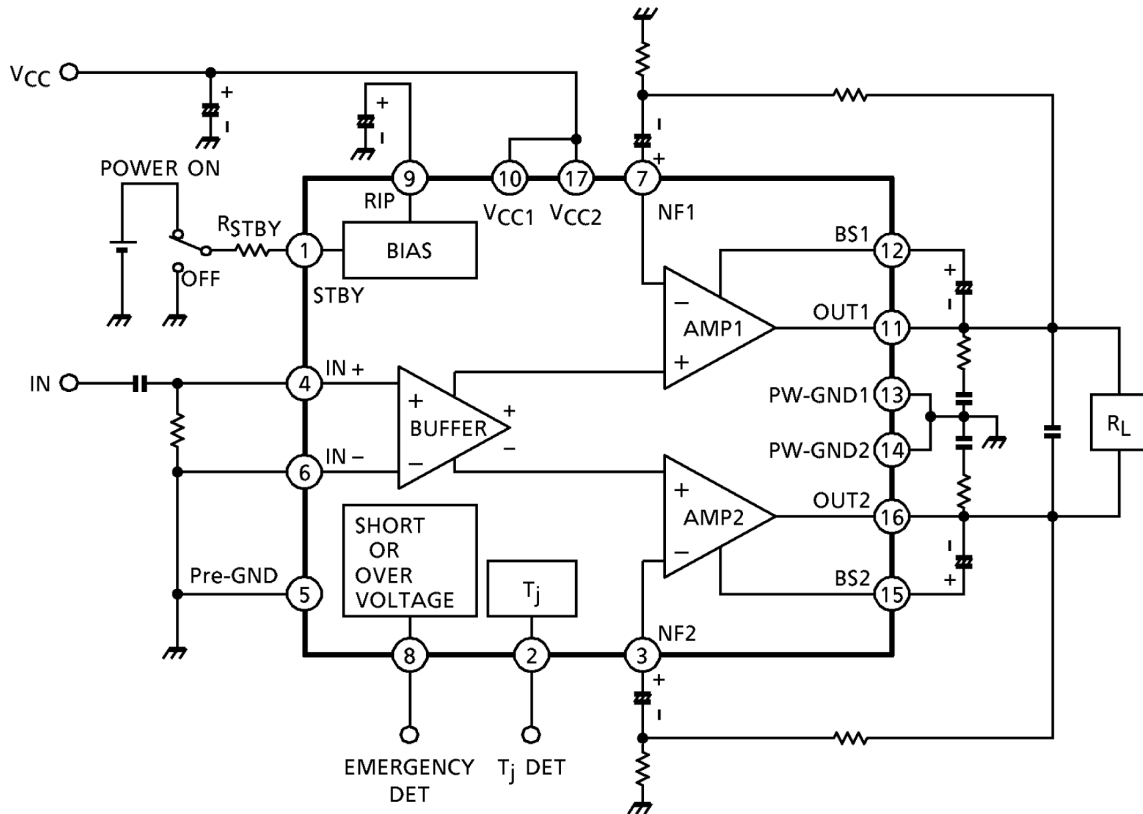 VCC
+
-
+
-
-
+
POWER ON
9
10
17
7
RIP
VCC1
VCC2
NF1
RSTBY
1
BIAS
BS1
12
+
-
OFF
STBY
-
AMP1
+
OUT1
11
IN
4
IN +
PW-GND1
13
+
BUFFER
-
+
-
RL
6
IN -
PW-GND2
14
+
AMP2
-
OUT2
16
SHORT
OR
OVER
VOLTAGE
Tj
-
+
Pre-GND
5
BS2
15
NF2
8
2
3
+
-
EMERGENCY
DET
Tj DET